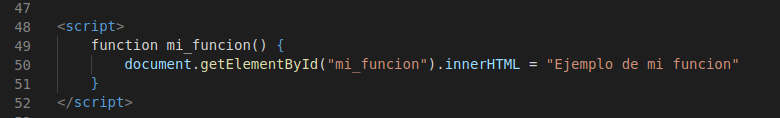 47
48 <script>
49 function mi_funcion() {
50 document.getElementById("mi_funcion").innerHTML = "Ejemplo de mi funcion"
51 }
52 </script>